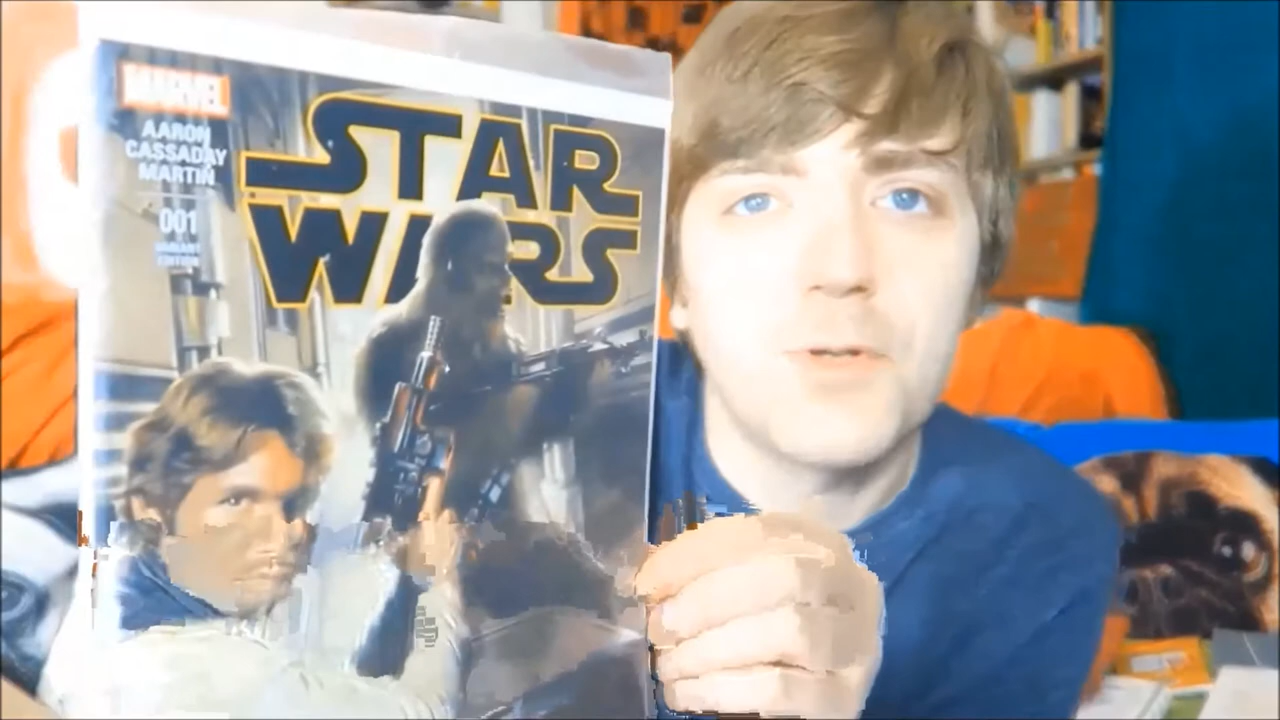 MARVEL
AARON
CASSADAY
MARTIN
001
VARIANT
EDITION
STAR
WARS